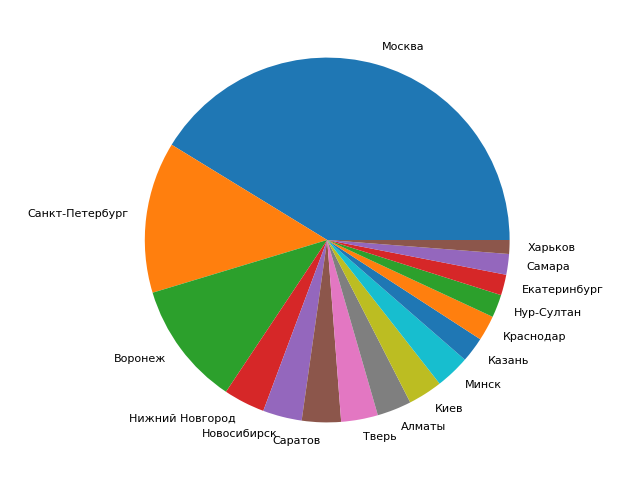 Москва
Санкт-Петербург
Воронеж
Нижний Новгород
Новосибирск
Саратов
Тверь
Алматы
Киев
Минск
Казань
Краснодар
Нур-Султан
Екатеринбург
Самара
Харьков